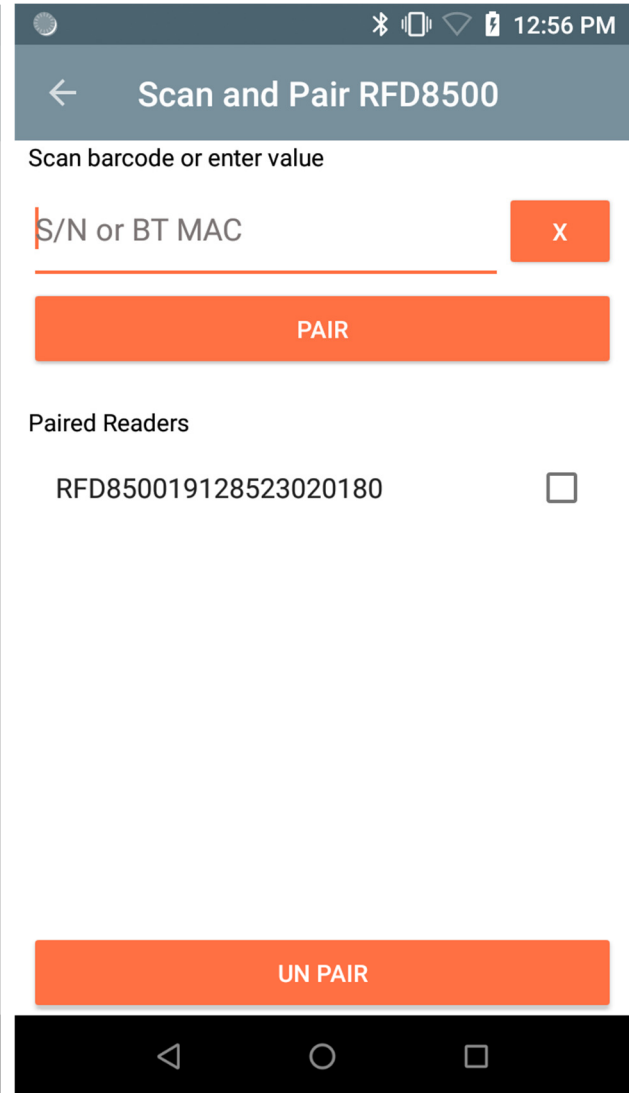 12:56 PM
Scan and Pair RFD8500
Scan barcode or enter value
S/N or BT MAC
X
PAIR
Paired Readers
RFD850019128523020180
UN PAIR